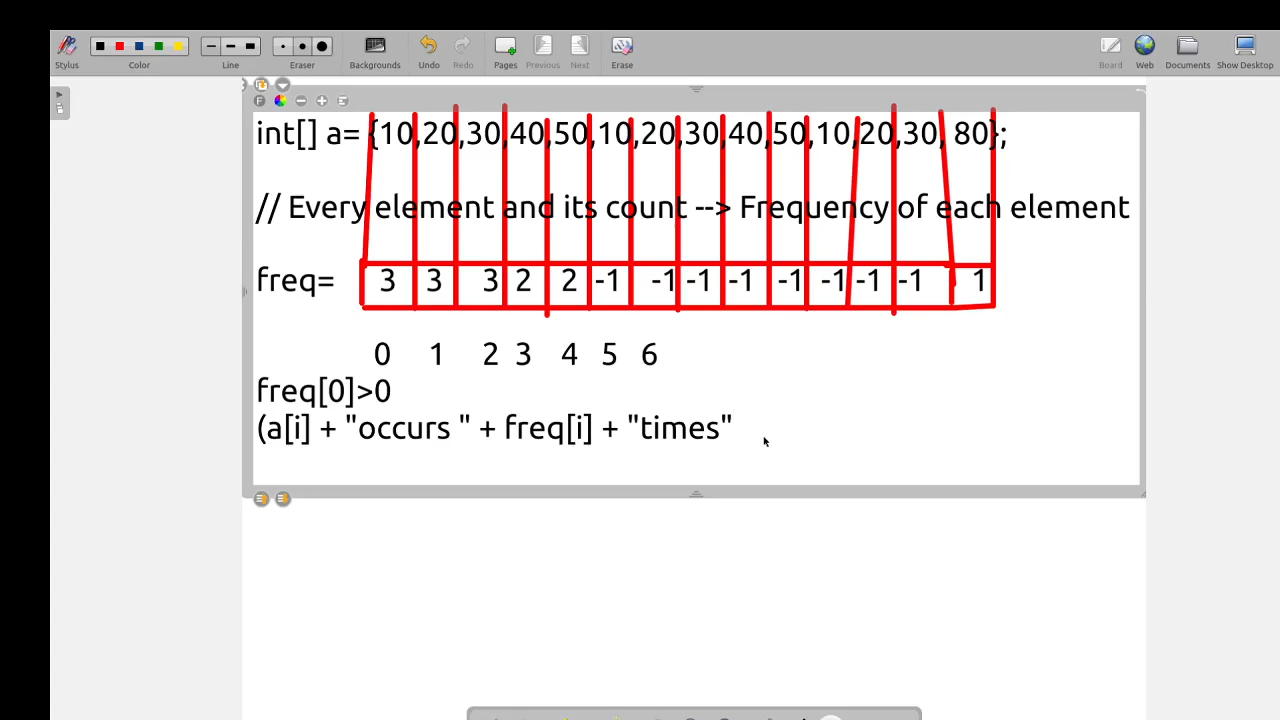 Stylus Color Line Eraser Backgrounds Undo Redo Pages Previous Next Erase Board Web Documents Show Desktop
int[] a= {10,20,30,40,50,10,20,30,40,50,10,20,30, 80};
// Every element and its count --> Frequency of each element
freq= 3 3 3 2 2 -1 -1 -1 -1 -1 -1 -1 -1 1
0 1 2 3 4 5 6
freq[0]>0
(a[i] + "occurs " + freq[i] + "times"